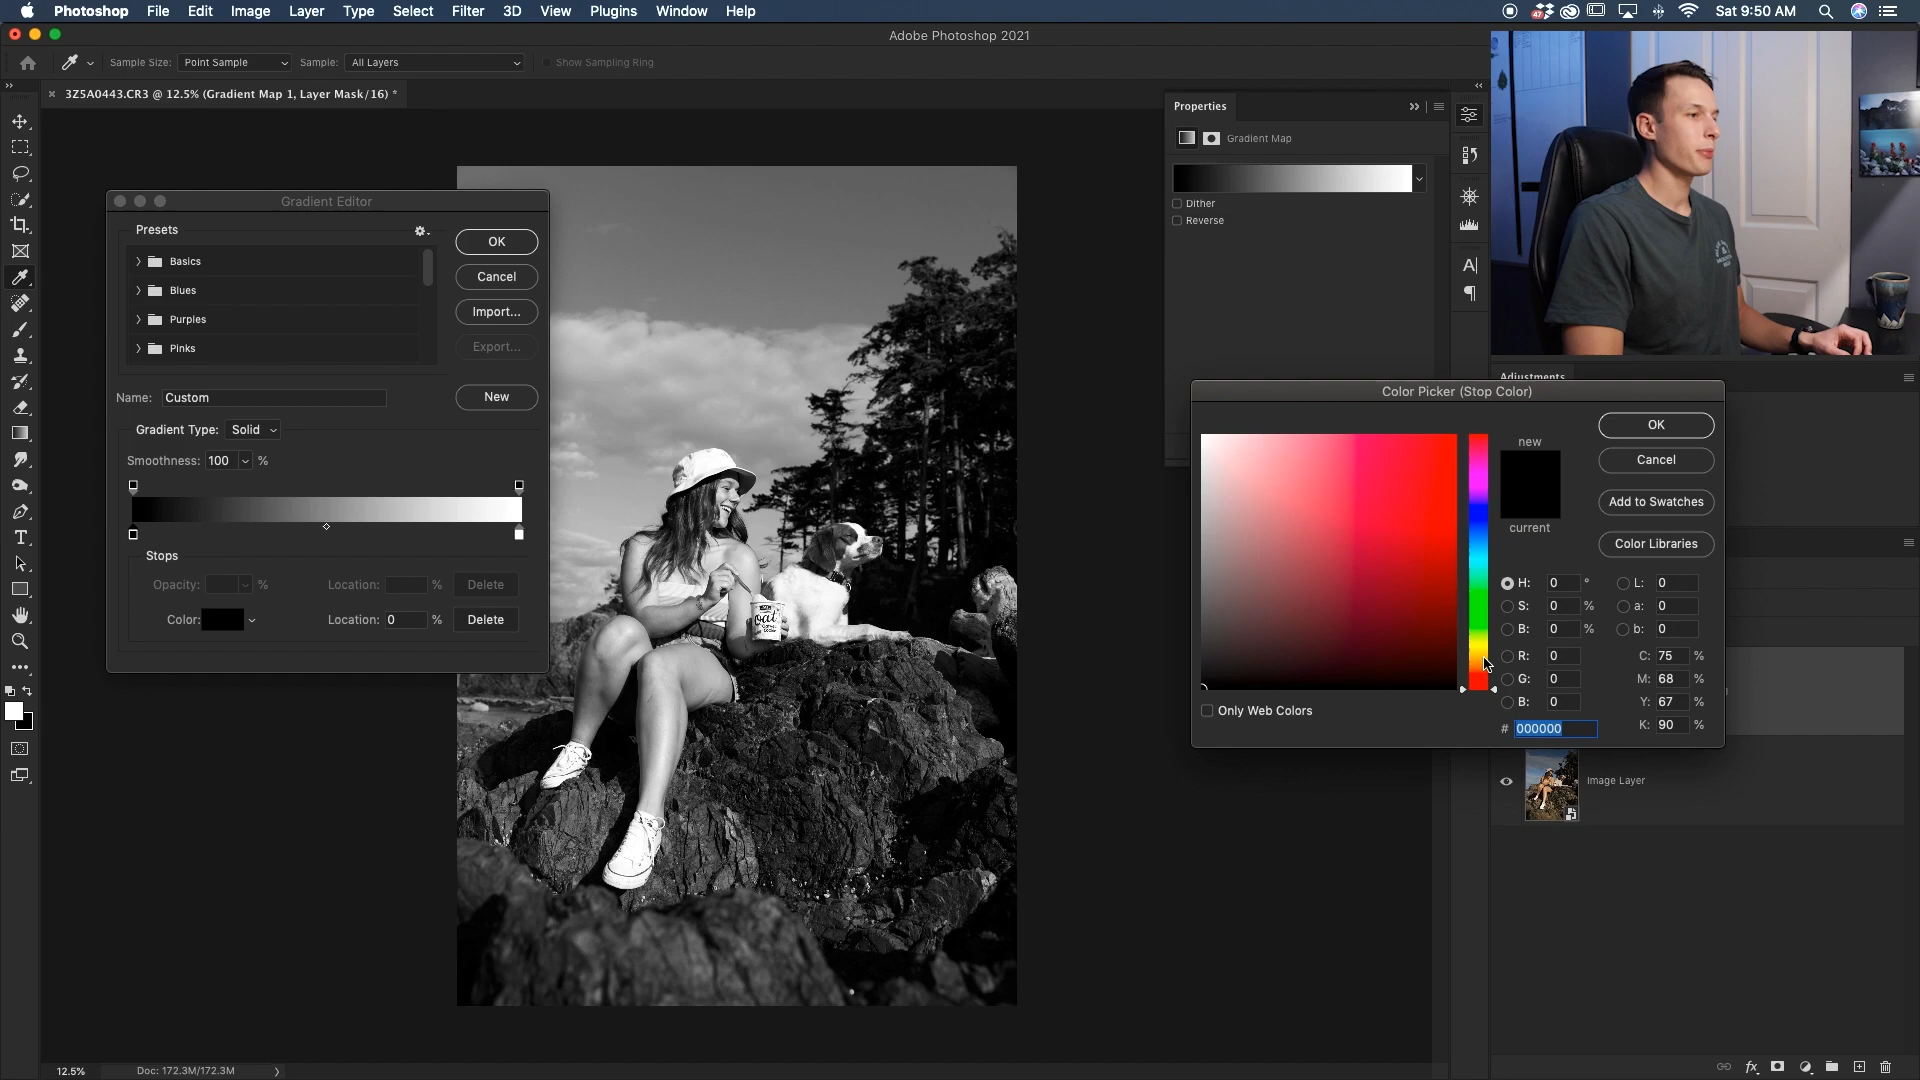 Photoshop File Edit Image Layer Type Select Filter 3D View Plugins Window Help
47
Sat 9:50 AM
Adobe Photoshop 2021
Sample Size: Point Sample Sample: All Layers Show Sampling Ring
3Z5A0443.CR3 @ 12.5% (Gradient Map 1, Layer Mask/16) *
Properties
Gradient Map
Dither
Reverse
Gradient Editor
Presets
OK
Basics
Cancel
Blues
Import...
Purples
Export...
Pinks
Name: Custom
New
Gradient Type: Solid
Smoothness: 100 %
Stops
Opacity: % Location: % Delete
Color: Location: 0 % Delete
oat
Adjustments
Color Picker (Stop Color)
OK
new
Cancel
Add to Swatches
current
Color Libraries
H: 0 ° L: 0
S: 0 % a: 0
B: 0 % b: 0
R: 0 C: 75 %
G: 0 M: 68 %
B: 0 Y: 67 %
# 000000 K: 90 %
Only Web Colors
Image Layer
12.5% Doc: 172.3M/172.3M
fx